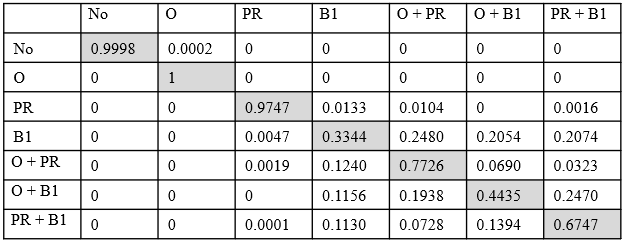 No O PR B1 O + PR O + B1 PR + B1
No 0.9998 0.0002 0 0 0 0 0
O 0 1 0 0 0 0 0
PR 0 0 0.9747 0.0133 0.0104 0 0.0016
B1 0 0 0.0047 0.3344 0.2480 0.2054 0.2074
O + PR 0 0 0.0019 0.1240 0.7726 0.0690 0.0323
O + B1 0 0 0 0.1156 0.1938 0.4435 0.2470
PR + B1 0 0 0.0001 0.1130 0.0728 0.1394 0.6747